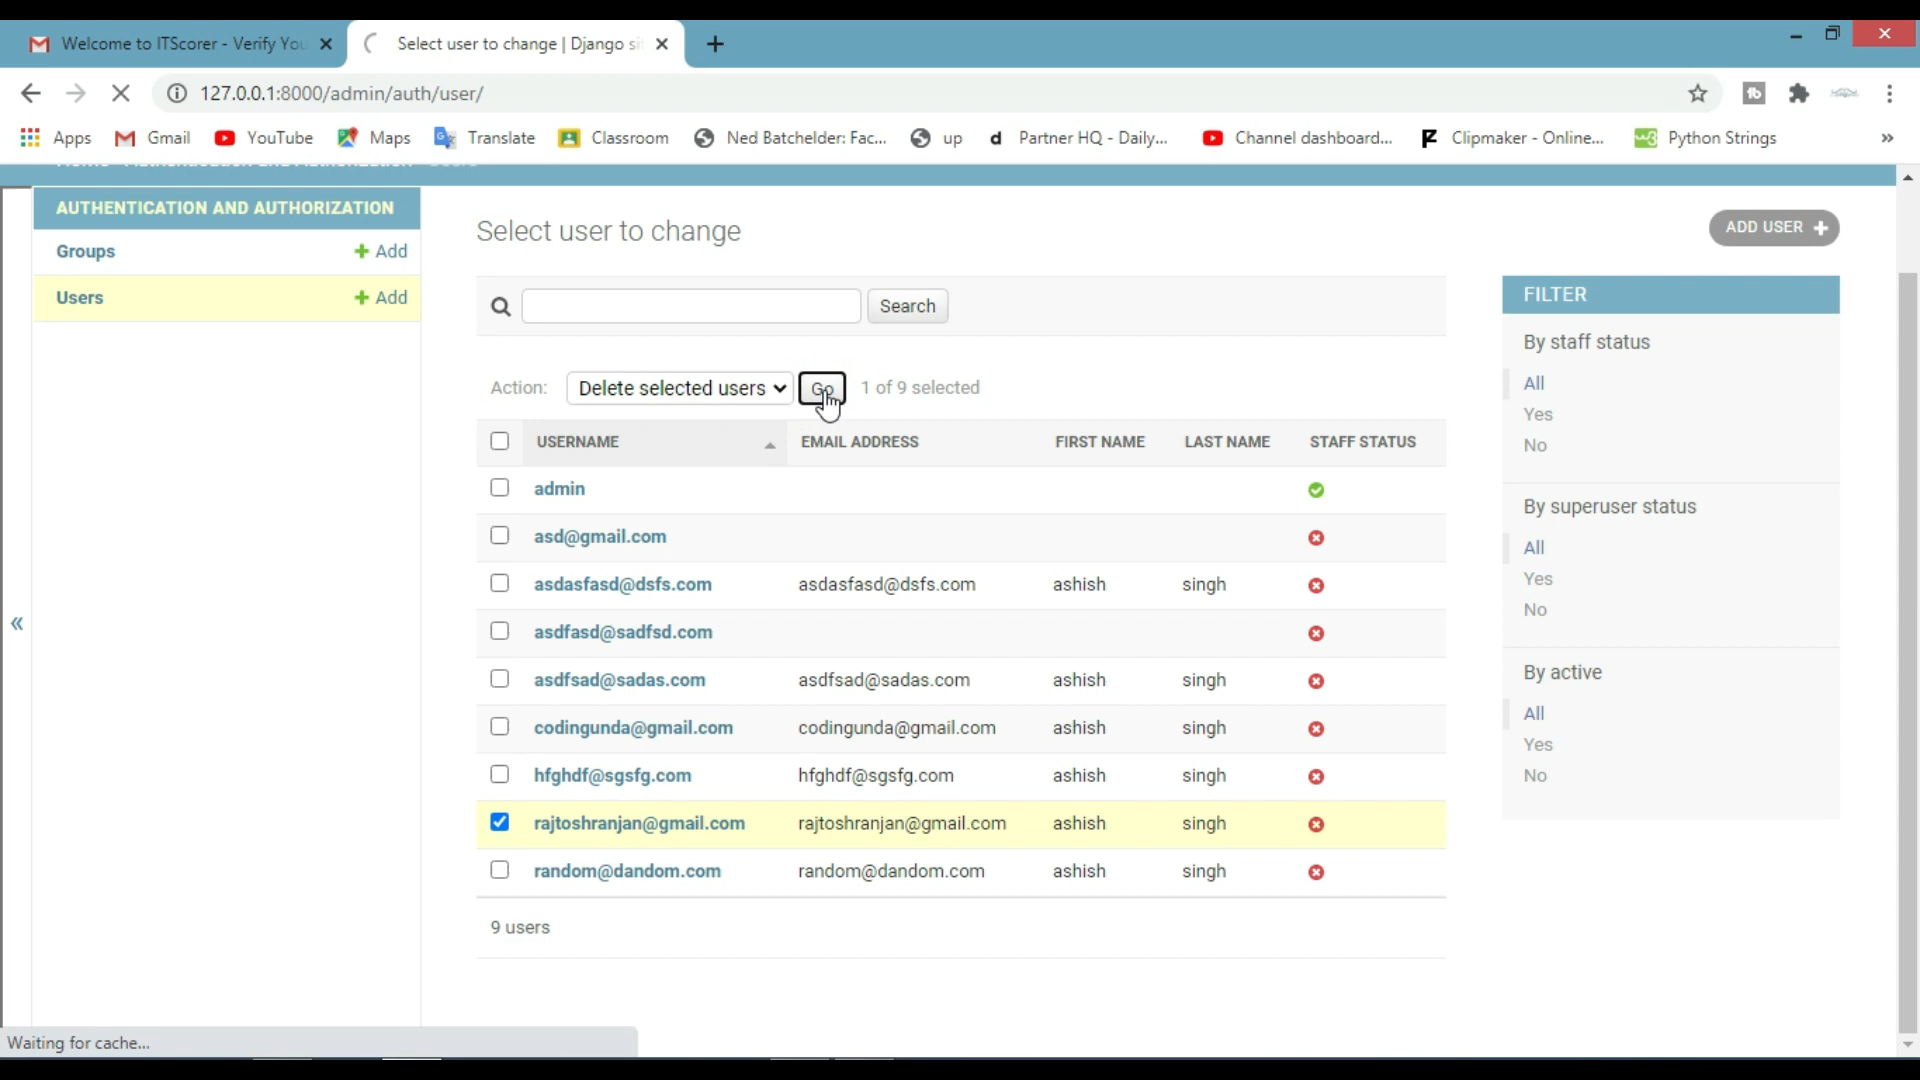 Welcome to ITScorer - Verify You
Select user to change | Django si
127.0.0.1:8000/admin/auth/user/
Apps Gmail YouTube Maps Translate Classroom Ned Batchelder: Fac... up Partner HQ - Daily... Channel dashboard... Clipmaker - Online... Python Strings »
AUTHENTICATION AND AUTHORIZATION
Groups + Add
Users + Add
«
Select user to change
ADD USER +
Search
Action: Delete selected users Go 1 of 9 selected
USERNAME EMAIL ADDRESS FIRST NAME LAST NAME STAFF STATUS
admin
asd@gmail.com
asdasfasd@dsfs.com asdasfasd@dsfs.com ashish singh
asdfasd@sadfsd.com
asdfsad@sadas.com asdfsad@sadas.com ashish singh
codingunda@gmail.com codingunda@gmail.com ashish singh
hfghdf@sgsfg.com hfghdf@sgsfg.com ashish singh
rajtoshranjan@gmail.com rajtoshranjan@gmail.com ashish singh
random@dandom.com random@dandom.com ashish singh
9 users
FILTER
By staff status
All
Yes
No
By superuser status
All
Yes
No
By active
All
Yes
No
Waiting for cache...